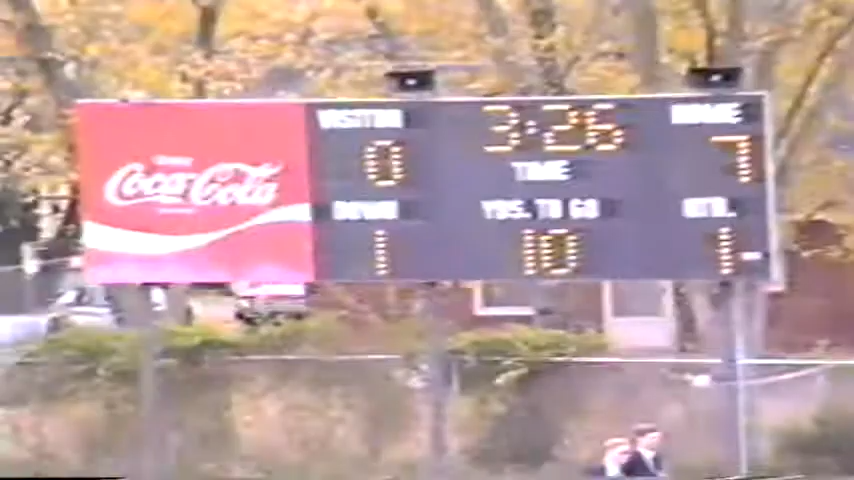 Coca-Cola
VISITOR 3:26 HOME
0 TIME 7
DOWN YDS. TO GO QTR.
1 10 1